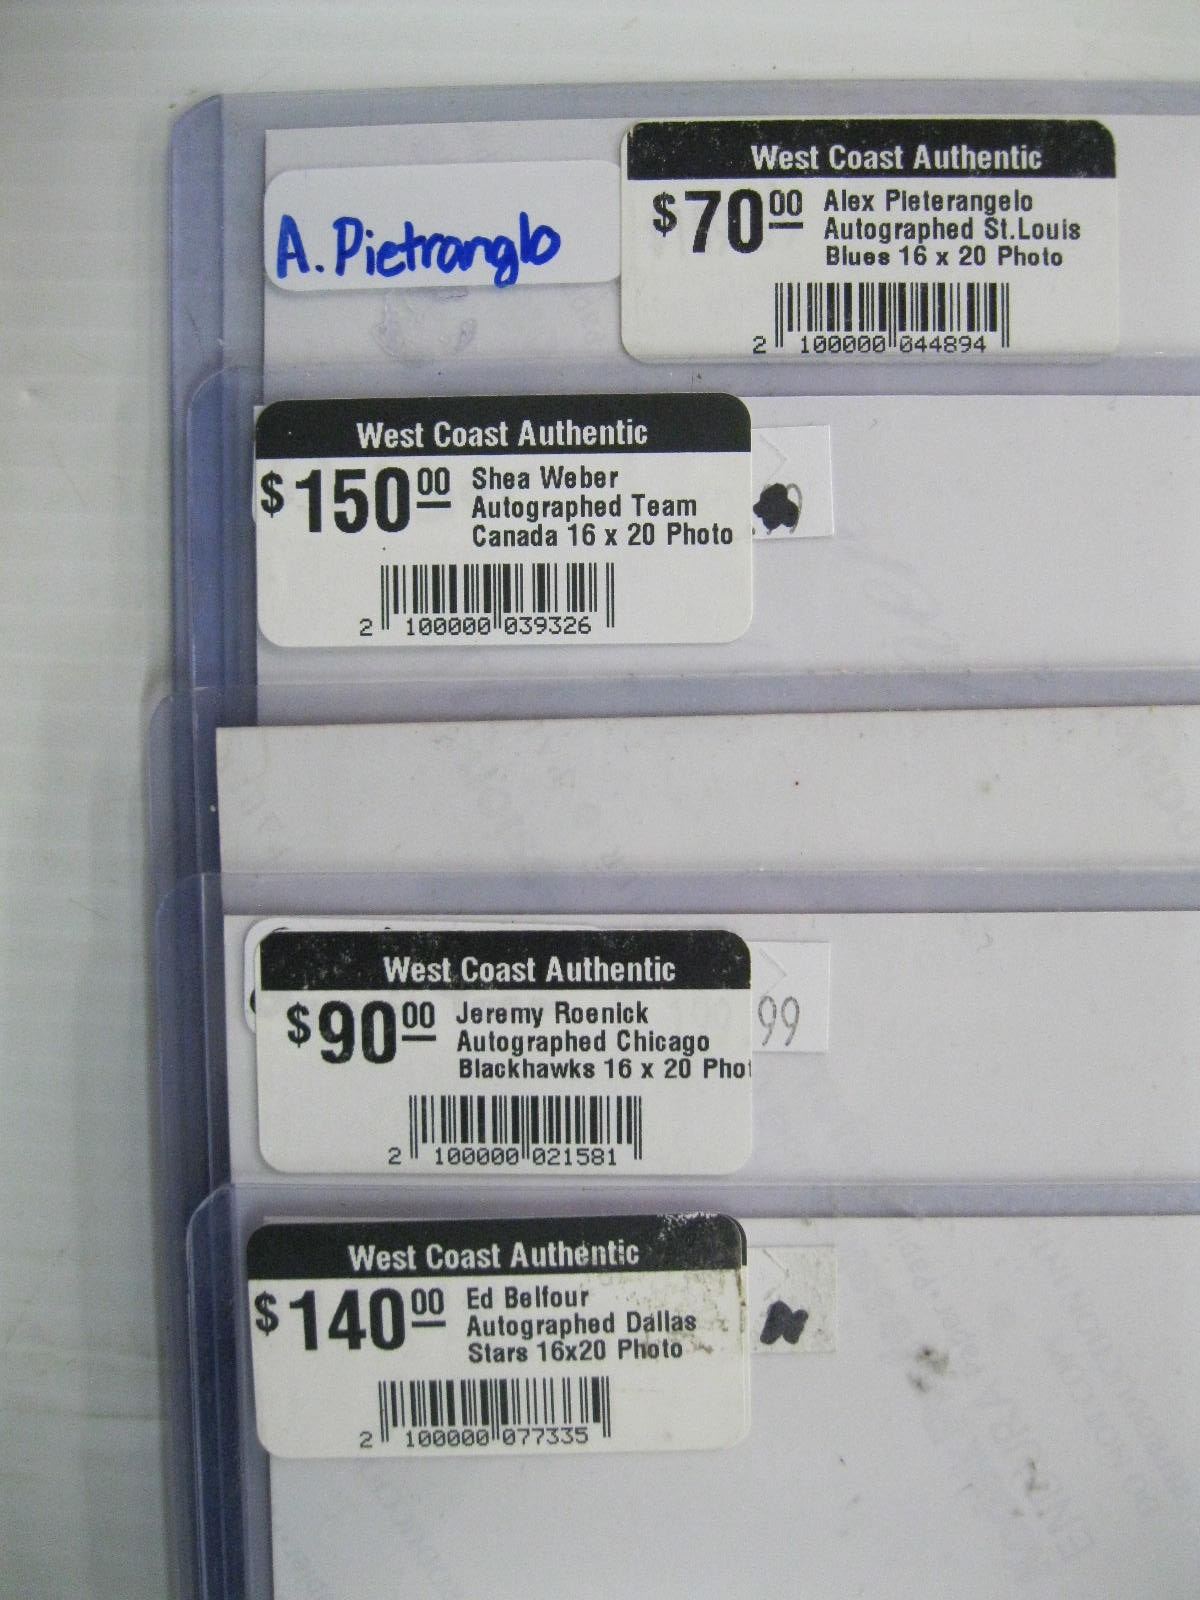 A. Pietranglo
West Coast Authentic
$70.00
Alex Pieterangelo
Autographed St.Louis
Blues 16 x 20 Photo
2 100000 044894
West Coast Authentic
$150.00
Shea Weber
Autographed Team
Canada 16 x 20 Photo
2 100000 039326
West Coast Authentic
$90.00
Jeremy Roenick
Autographed Chicago
Blackhawks 16 x 20 Phot
99
2 100000 021581
West Coast Authentic
$140.00
Ed Belfour
Autographed Dallas
Stars 16x20 Photo
2 100000 077335